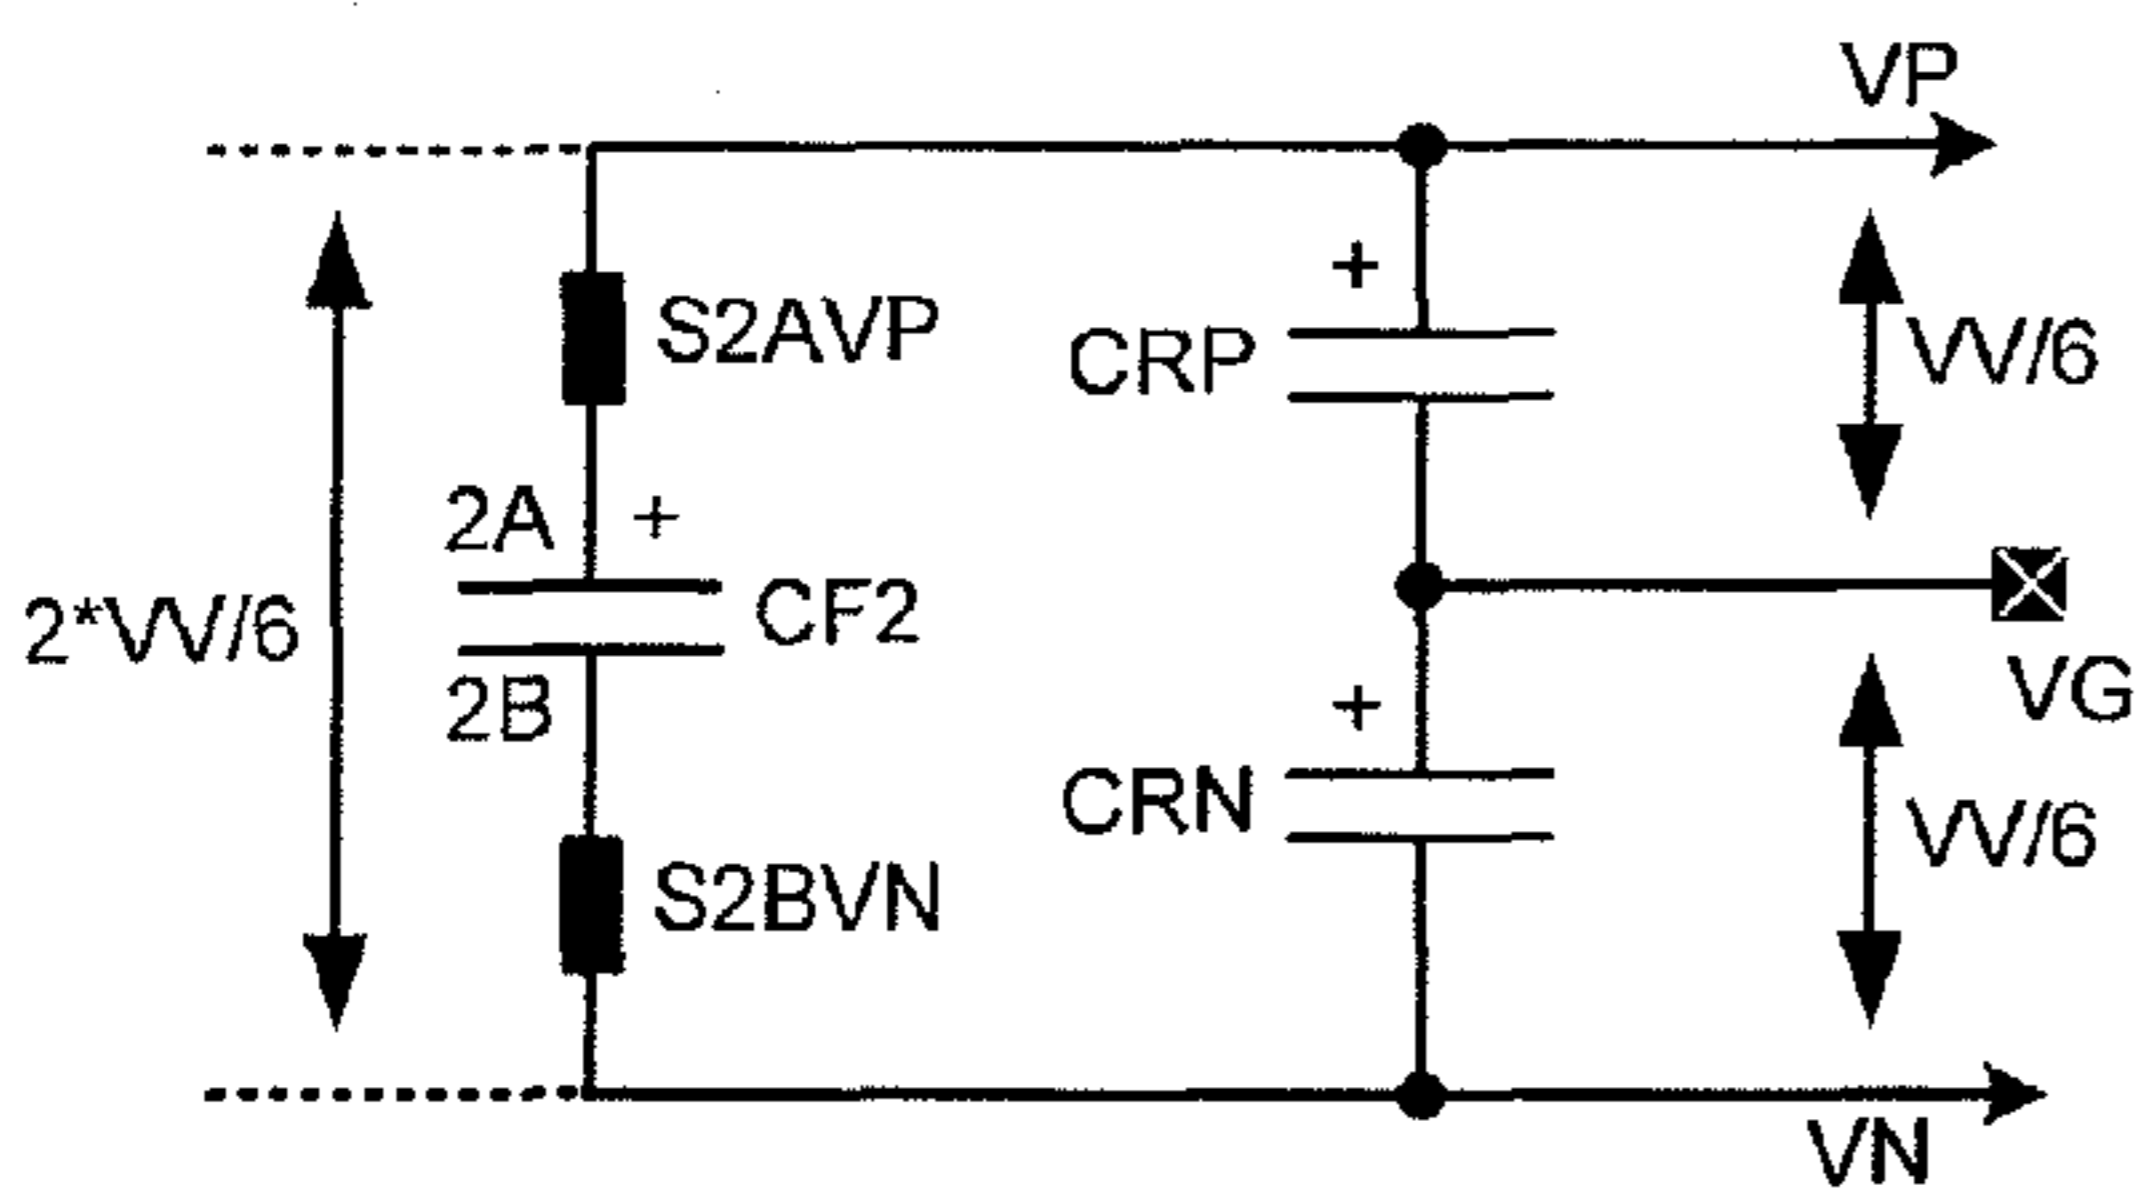 VP
+
S2AVP
CRP
VV/6
2A
+
2*VV/6
CF2
2B
+
VG
CRN
VV/6
S2BVN
VN